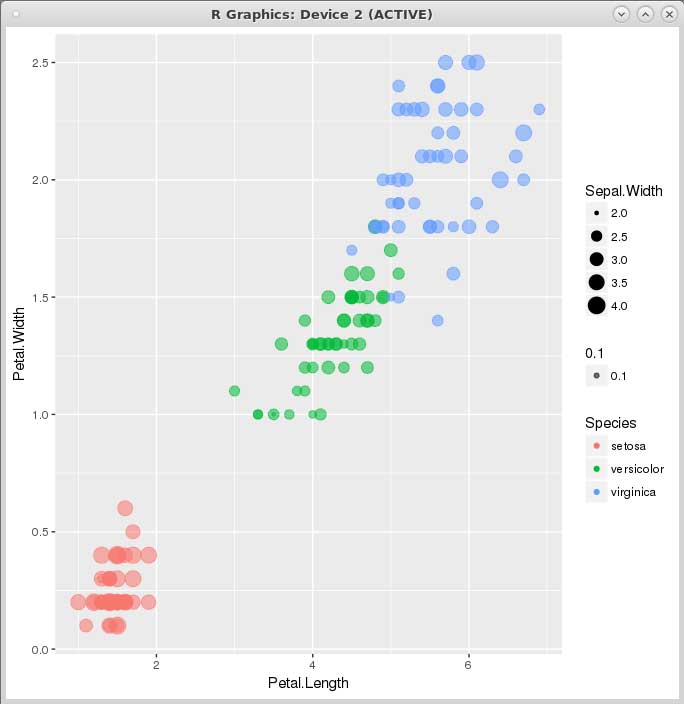 R Graphics: Device 2 (ACTIVE)
2.5
2.0
1.5
1.0
0.5
0.0
Petal.Width
2
4
6
Petal.Length
Sepal.Width
2.0
2.5
3.0
3.5
4.0
0.1
0.1
Species
setosa
versicolor
virginica